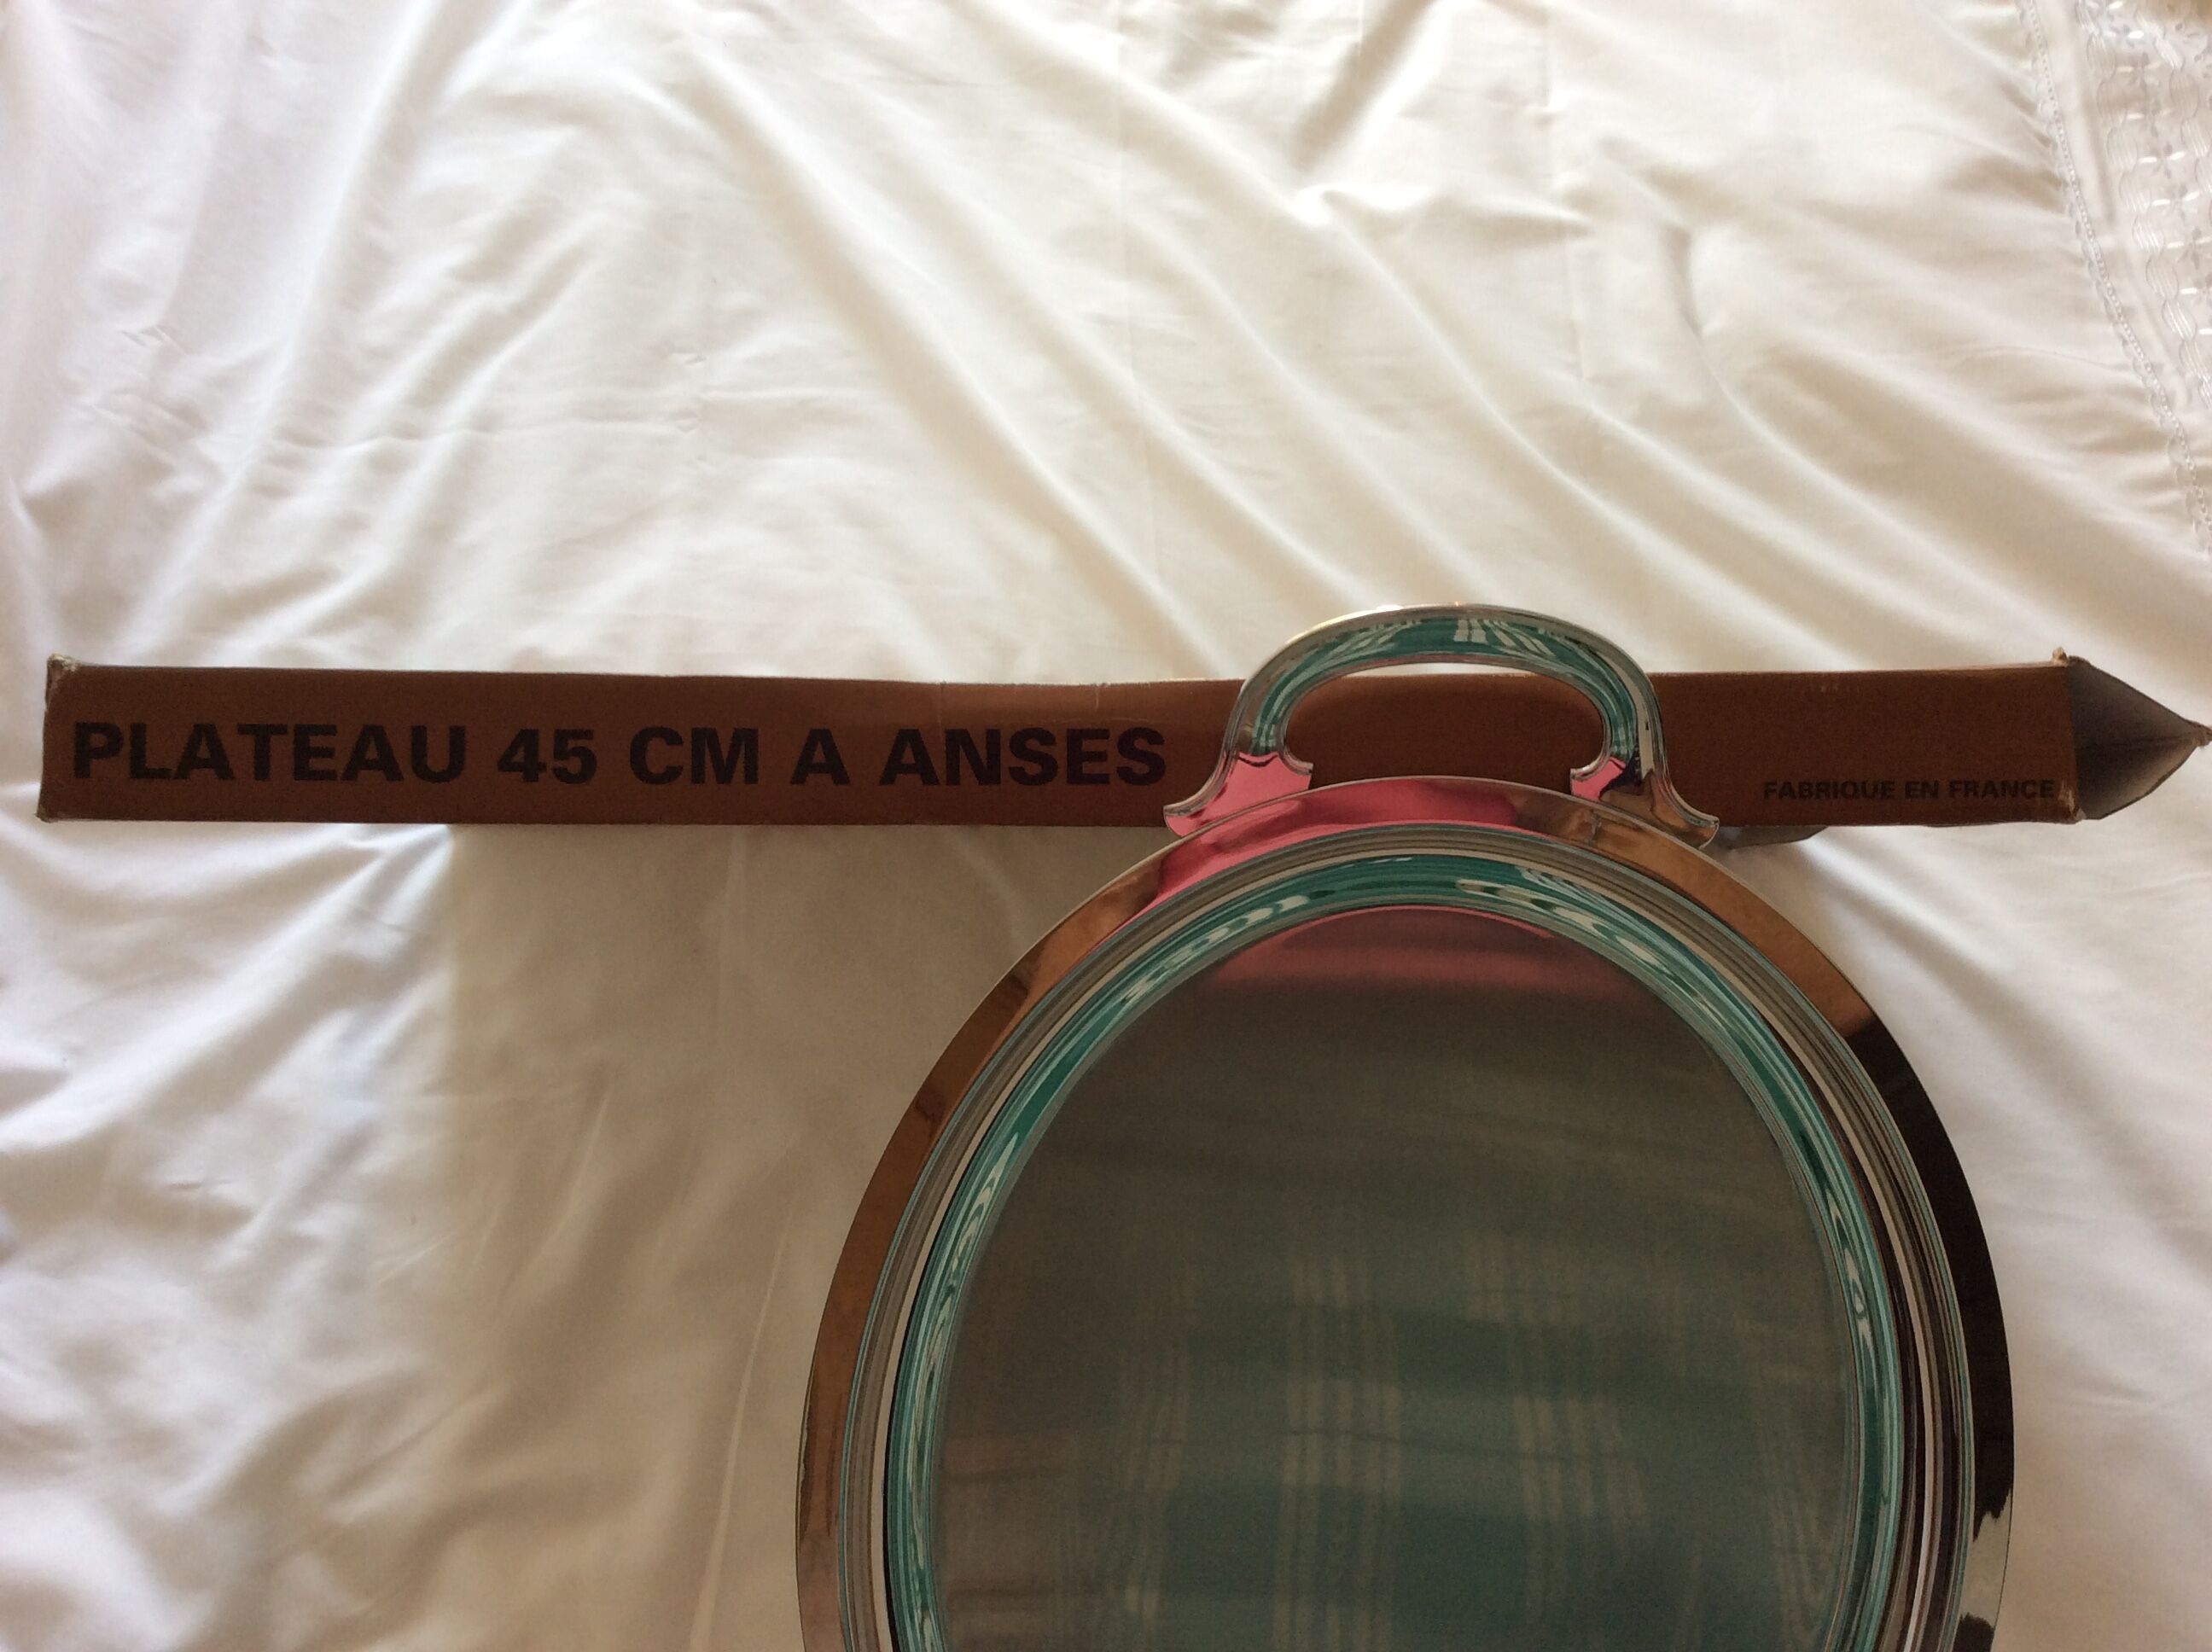 PLATEAU 45 CM A ANSES
FABRIQUE EN FRANCE